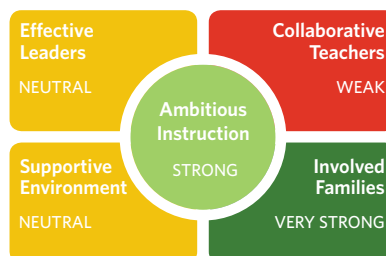 Effective
Leaders
NEUTRAL
Collaborative
Teachers
WEAK
Ambitious
Instruction
STRONG
Supportive
Environment
NEUTRAL
Involved
Families
VERY STRONG